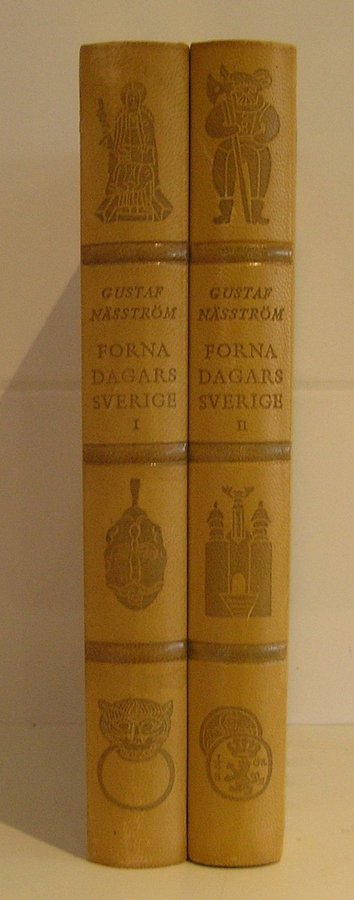 GUSTAF
NÄSSTRÖM
FORNA
DAGARS
SVERIGE
I
GUSTAF
NÄSSTRÖM
FORNA
DAGARS
SVERIGE
II